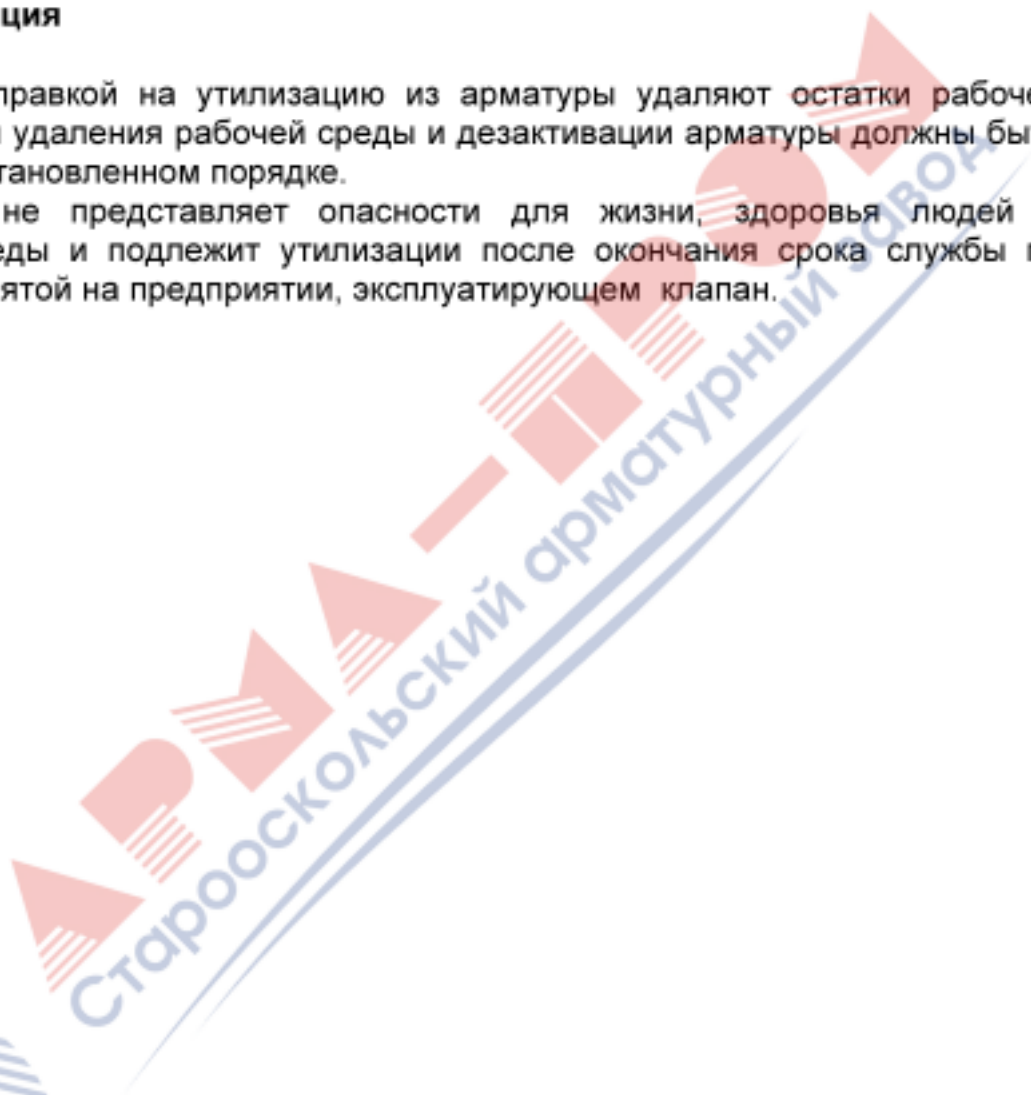 ция
правкой на утилизацию из арматуры удаляют остатки рабоче
удаления рабочей среды и дезактивации арматуры должны бы
тановленном порядке.
не представляет опасности для жизни, здоровья людей
еды и подлежит утилизации после окончания срока службы п
ятой на предприятии, эксплуатирующем клапан.
АРМА-ПРОМ
Старооскольский арматурный завод